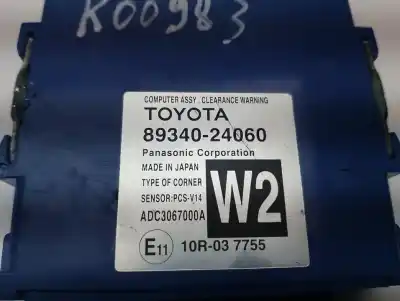 K00983
COMPUTER ASSY, CLEARANCE WARNING
TOYOTA
89340-24060
Panasonic Corporation
MADE IN JAPAN
TYPE OF CORNER
SENSOR:PCS-V14
ADC3067000A
W2
E11 10R-03 7755